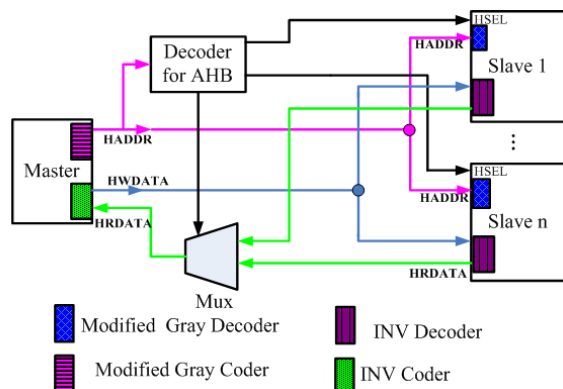 HSEL
Decoder
for AHB
HADDR
Slave 1
...
Master
HADDR
HWDATA
HSEL
HADDR
Slave n
HRDATA
HRDATA
Mux
Modified Gray Decoder
INV Decoder
Modified Gray Coder
INV Coder